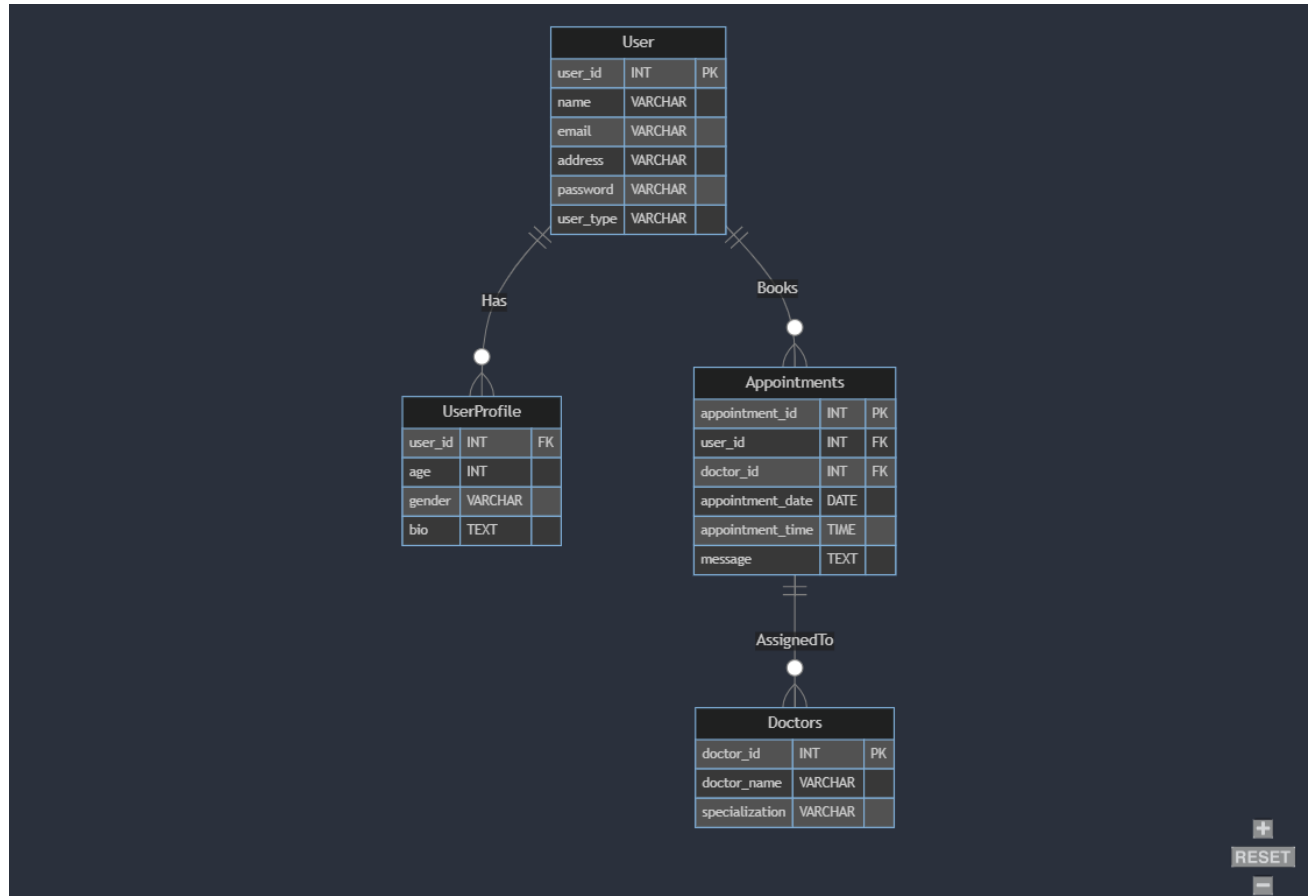 User
user_id INT PK
name VARCHAR
email VARCHAR
address VARCHAR
password VARCHAR
user_type VARCHAR
Has
Books
UserProfile
user_id INT FK
age INT
gender VARCHAR
bio TEXT
Appointments
appointment_id INT PK
user_id INT FK
doctor_id INT FK
appointment_date DATE
appointment_time TIME
message TEXT
AssignedTo
Doctors
doctor_id INT PK
doctor_name VARCHAR
specialization VARCHAR
+
RESET
−